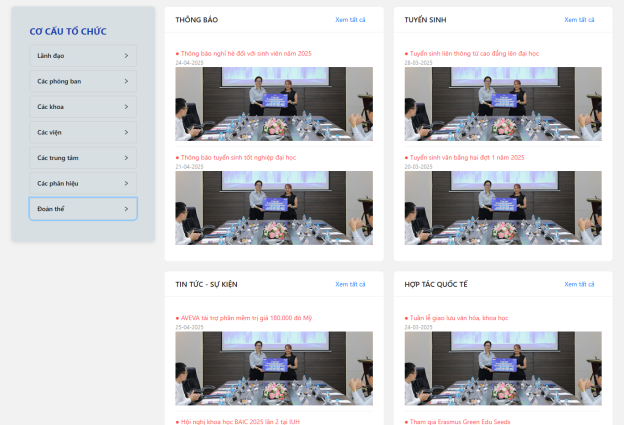 CƠ CẤU TỔ CHỨC
Lãnh đạo
Các phòng ban
Các khoa
Các viện
Các trung tâm
Các phân hiệu
Đoàn thể
THÔNG BÁO
Xem tất cả
Thông báo nghỉ hè đối với sinh viên năm 2025
24-04-2025
Thông báo tuyển sinh tốt nghiệp đại học
21-04-2025
TUYỂN SINH
Xem tất cả
Tuyển sinh liên thông từ cao đẳng lên đại học
28-03-2025
Tuyển sinh văn bằng hai đợt 1 năm 2025
20-03-2025
TIN TỨC - SỰ KIỆN
Xem tất cả
AVEVA tài trợ phần mềm trị giá 180.000 đô Mỹ
25-04-2025
Hội nghị khoa học BAIC 2025 lần 2 tại IUH
HỢP TÁC QUỐC TẾ
Xem tất cả
Tuần lễ giao lưu văn hóa, khoa học
24-03-2025
Tham gia Erasmus Green Edu Seeds